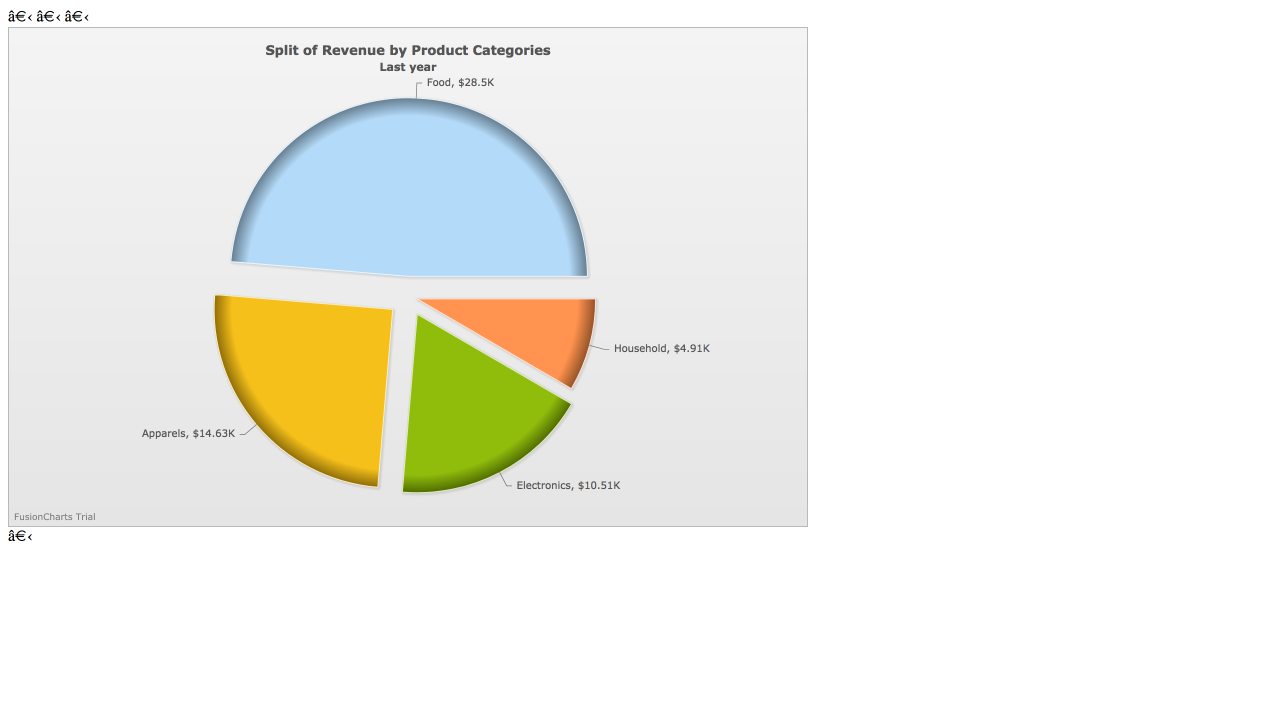 â€‹ â€‹ â€‹
Split of Revenue by Product Categories
Last year
Food, $28.5K
Household, $4.91K
Apparels, $14.63K
Electronics, $10.51K
FusionCharts Trial
â€‹